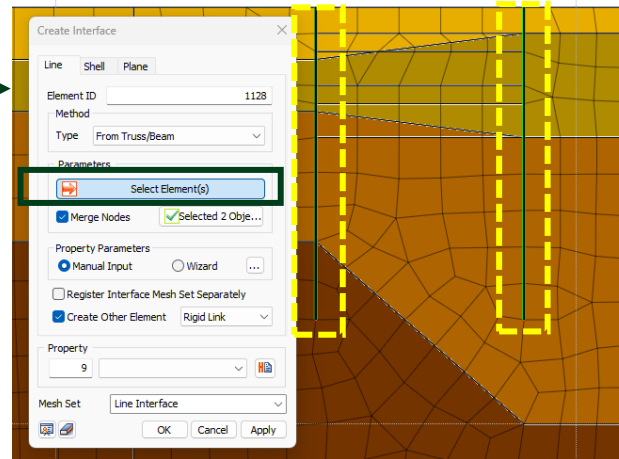 Create Interface
Line Shell Plane
Element ID 1128
Method
Type From Truss/Beam
Parameters
Select Element(s)
Merge Nodes Selected 2 Obje...
Property Parameters
Manual Input Wizard ...
Register Interface Mesh Set Separately
Create Other Element Rigid Link
Property
9
Mesh Set Line Interface
OK Cancel Apply